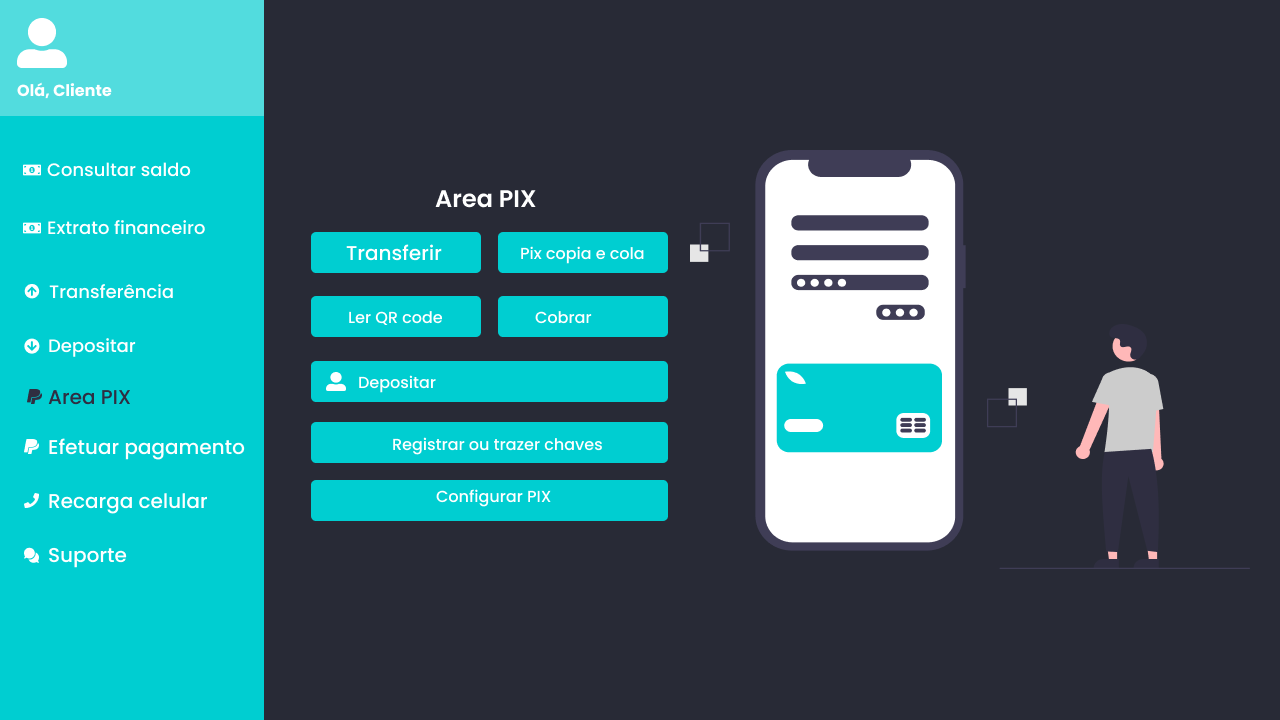 Olá, Cliente
Consultar saldo
Extrato financeiro
Transferência
Depositar
Area PIX
Efetuar pagamento
Recarga celular
Suporte
Area PIX
Transferir
Pix copia e cola
Ler QR code
Cobrar
Depositar
Registrar ou trazer chaves
Configurar PIX